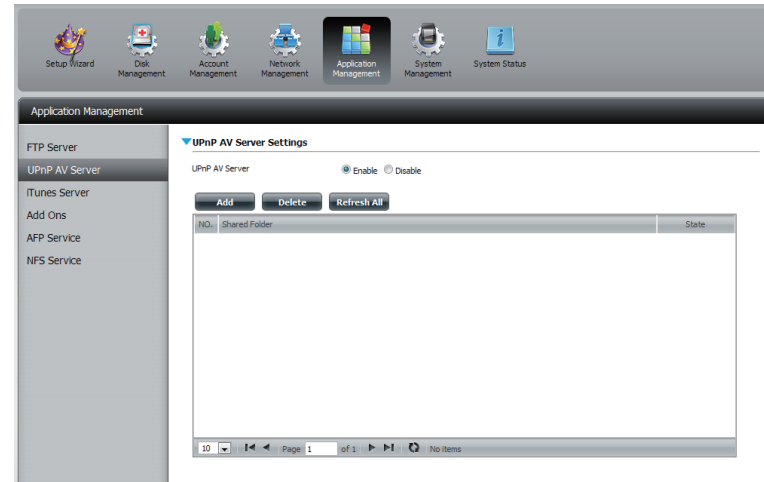 Setup Wizard
Disk Management
Account Management
Network Management
Application Management
System Management
System Status
Application Management
FTP Server
UPnP AV Server
iTunes Server
Add Ons
AFP Service
NFS Service
UPnP AV Server Settings
UPnP AV Server Enable Disable
Add Delete Refresh All
NO. Shared Folder State
10 Page 1 of 1 No items